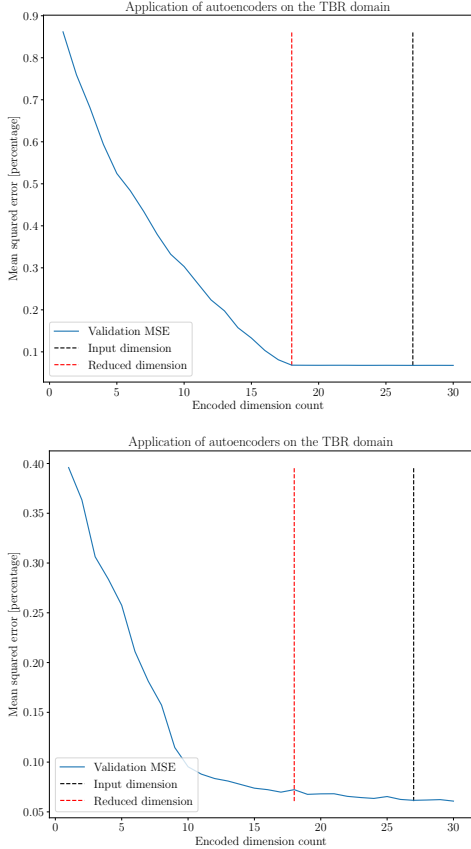 Application of autoencoders on the TBR domain
0.9
0.8
0.7
0.6
0.5
0.4
0.3
0.2
0.1
Mean squared error [percentage]
Validation MSE
Input dimension
Reduced dimension
0 5 10 15 20 25 30
Encoded dimension count
Application of autoencoders on the TBR domain
0.40
0.35
0.30
0.25
0.20
0.15
0.10
0.05
Mean squared error [percentage]
Validation MSE
Input dimension
Reduced dimension
0 5 10 15 20 25 30
Encoded dimension count